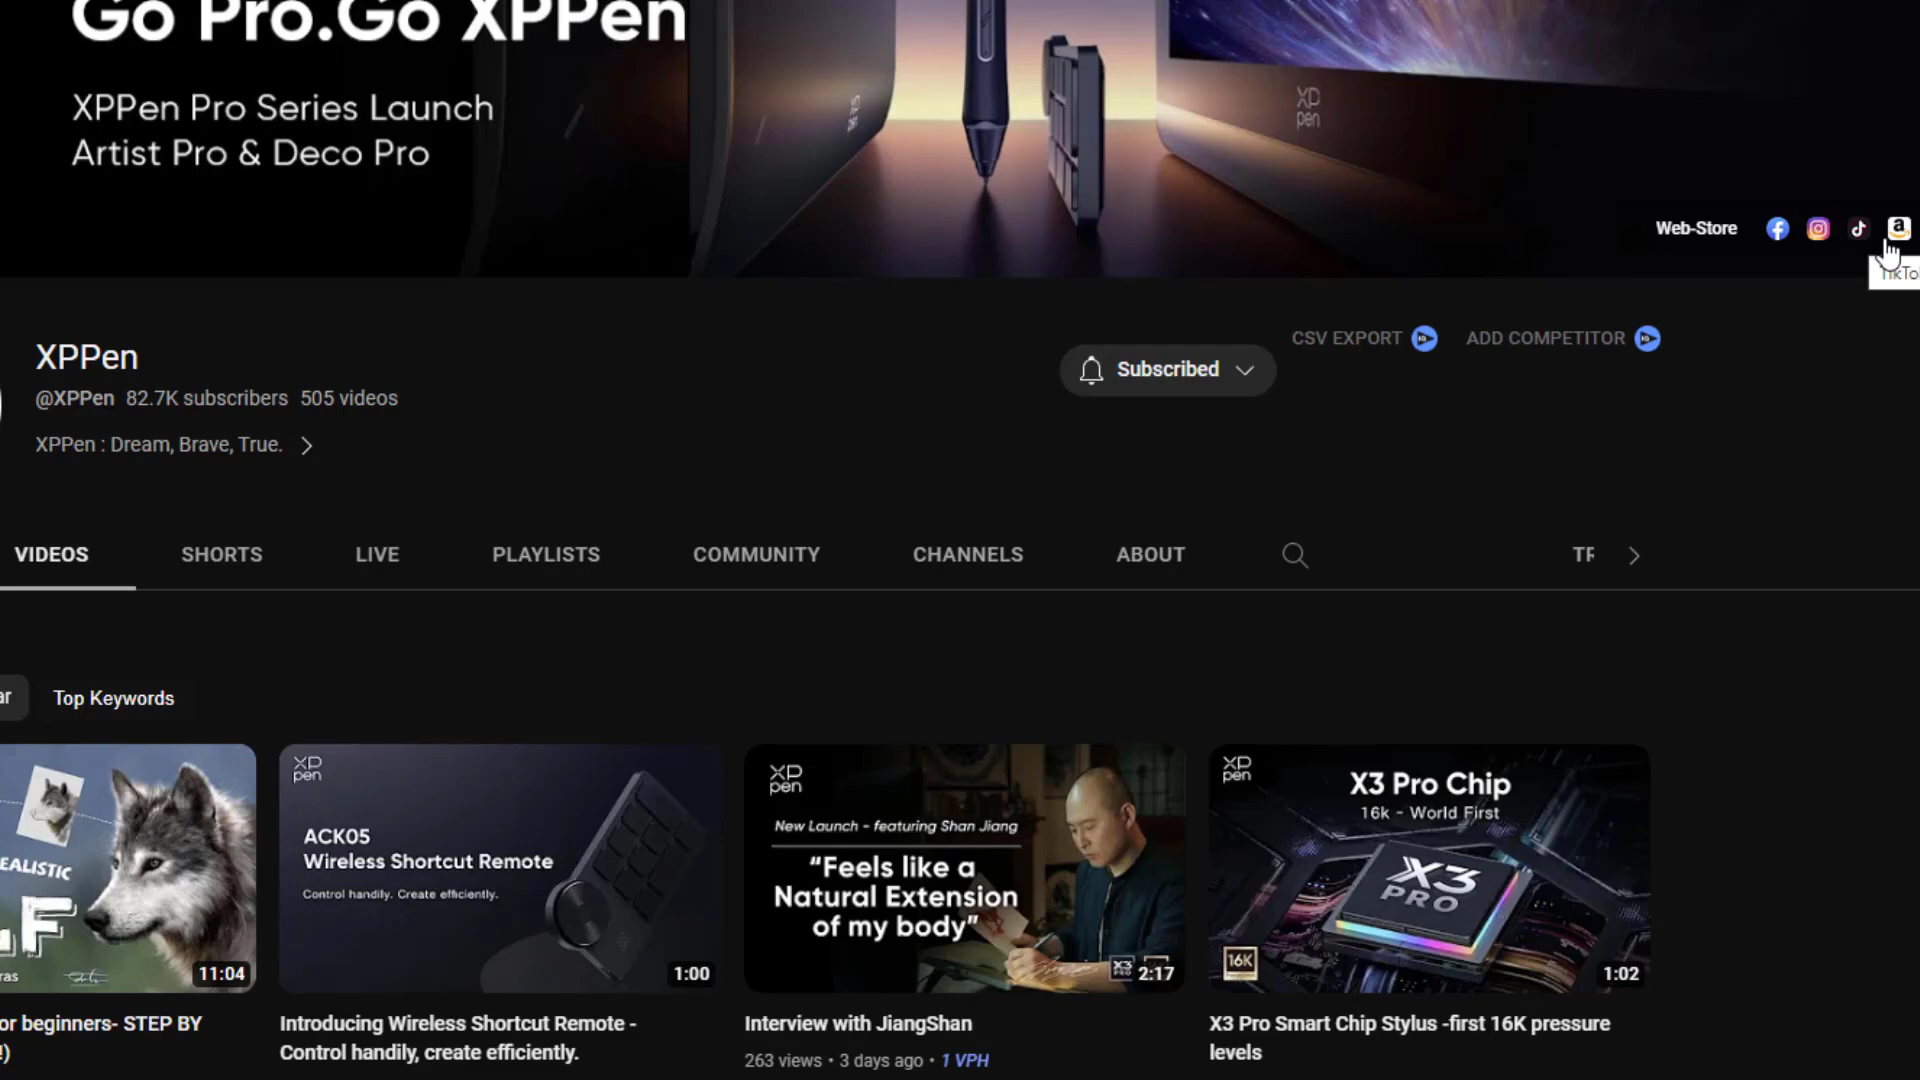 Go Pro.Go XPPen
XPPen Pro Series Launch
Artist Pro & Deco Pro
XP
pen
Web-Store
XPPen
CSV EXPORT
ADD COMPETITOR
Subscribed
@XPPen 82.7K subscribers 505 videos
XPPen : Dream, Brave, True.
VIDEOS
SHORTS
LIVE
PLAYLISTS
COMMUNITY
CHANNELS
ABOUT
Top Keywords
11:04
XP
pen
ACK05
Wireless Shortcut Remote
Control handily. Create efficiently.
1:00
XP
pen
New Launch - featuring Shan Jiang
“Feels like a
Natural Extension
of my body”
X3
PRO
2:17
XP
pen
X3 Pro Chip
16k - World First
X3
PRO
16K
1:02
or beginners- STEP BY
Introducing Wireless Shortcut Remote -
Control handily, create efficiently.
Interview with JiangShan
263 views • 3 days ago • 1 VPH
X3 Pro Smart Chip Stylus -first 16K pressure
levels